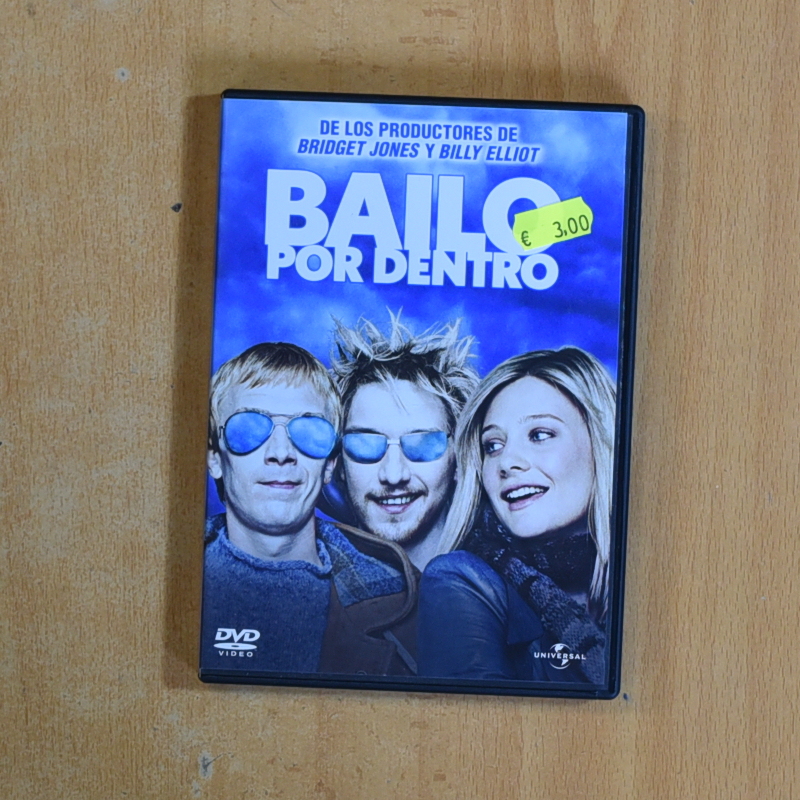 DE LOS PRODUCTORES DE
BRIDGET JONES Y BILLY ELLIOT
BAILO
€ 3,00
POR DENTRO
DVD
VIDEO
UNIVERSAL